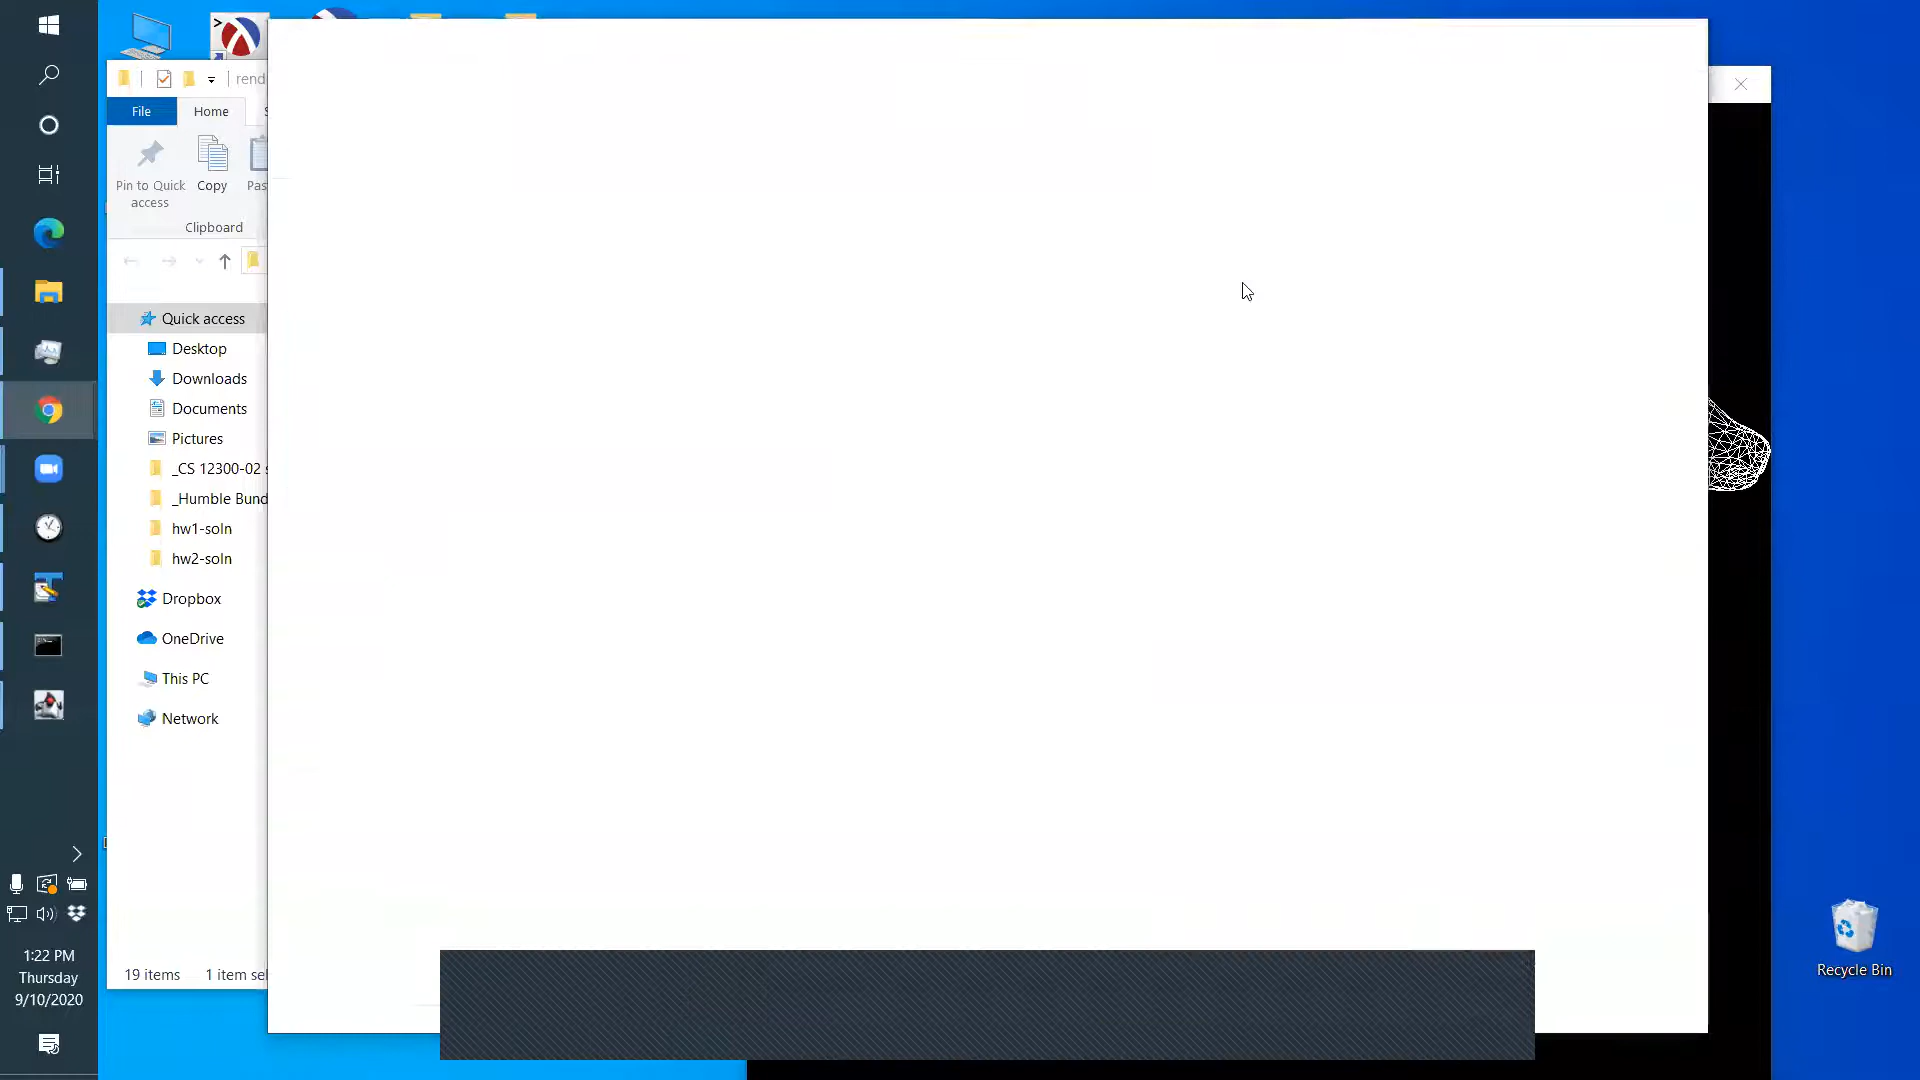 rend
File
Home
Pin to Quick
access
Copy
Pas
Clipboard
Quick access
Desktop
Downloads
Documents
Pictures
_CS 12300-02 s
_Humble Bund
hw1-soln
hw2-soln
Dropbox
OneDrive
This PC
Network
19 items
1 item sel
1:22 PM
Thursday
9/10/2020
Recycle Bin